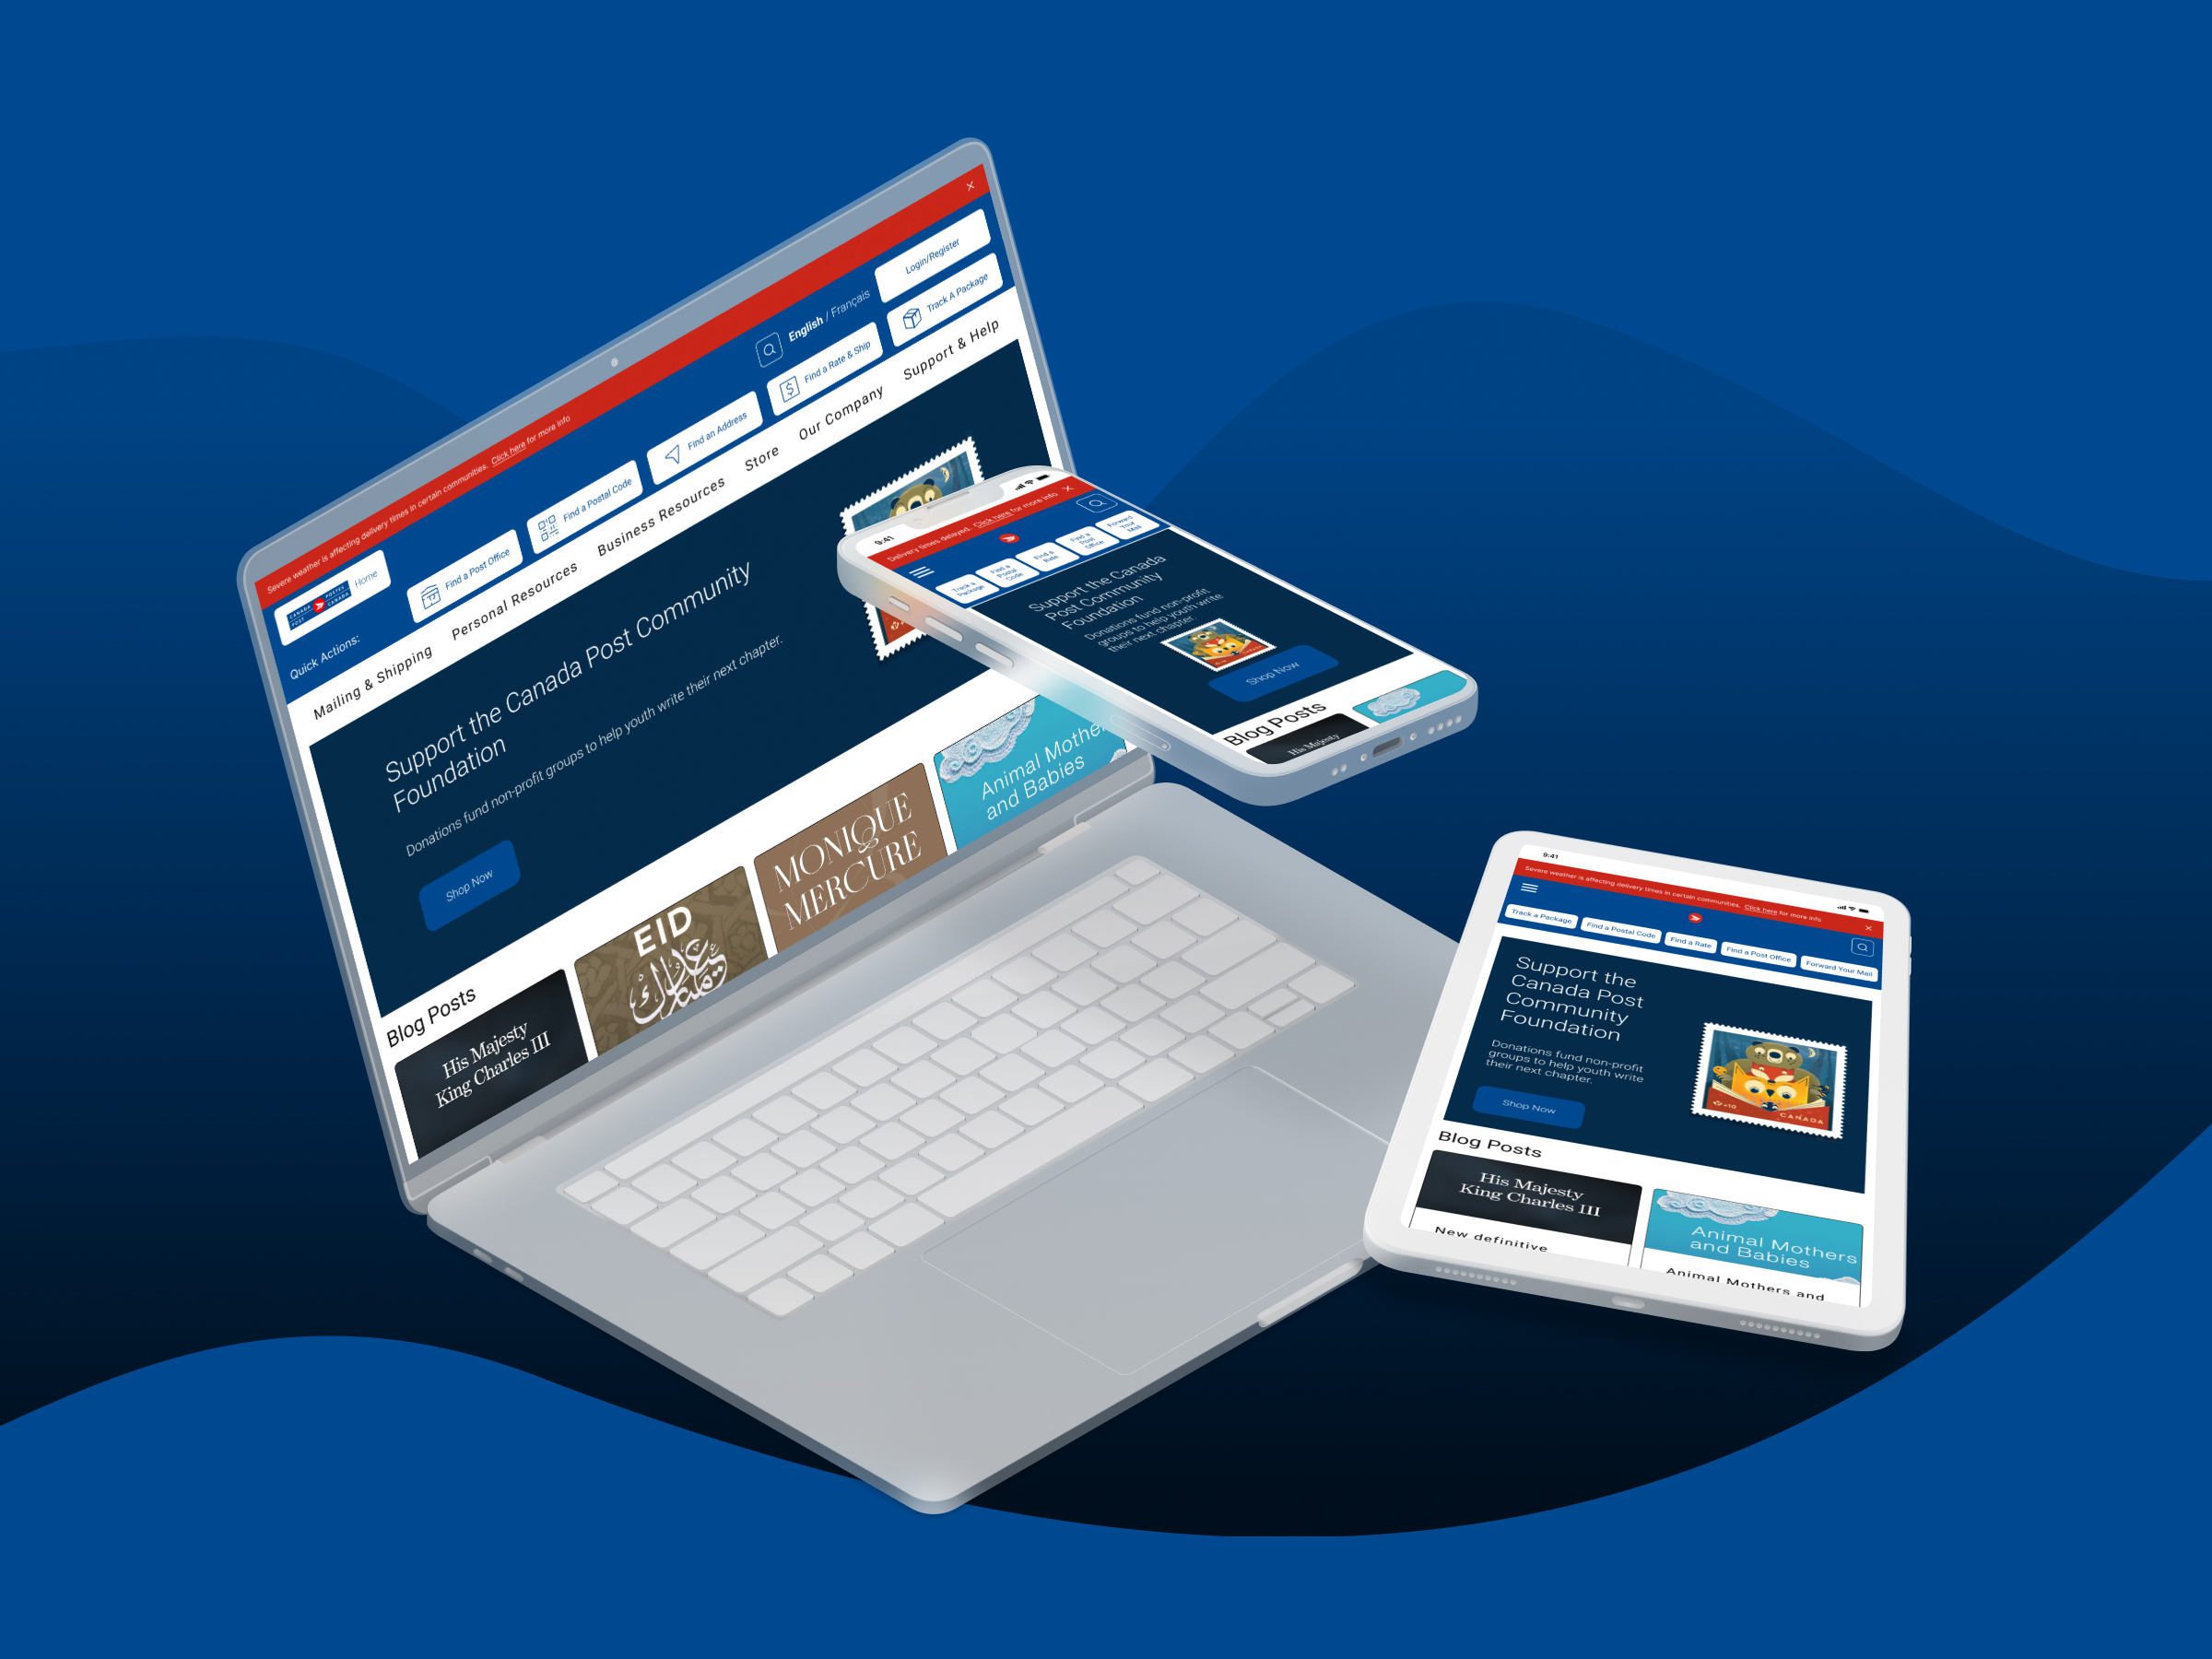 Severe weather is affecting delivery times in certain communities. Click here for more info
CANADA POST
POSTES CANADA
Home
English / Français
Login/Register
Quick Actions:
Find a Post Office
Find a Postal Code
Find an Address
Find a Rate & Ship
Track A Package
Mailing & Shipping
Personal Resources
Business Resources
Store
Our Company
Support & Help
Support the Canada Post Community
Foundation
Donations fund non-profit groups to help youth write their next chapter.
Shop Now
Blog Posts
His Majesty
King Charles III
EID
MONIQUE
MERCURE
Animal Mothe
and Babies
9:41
Delivery times delayed. Click here for more info
Track a
Package
Find a
Postal
Code
Find a
Rate
Find a
Post
Office
Forward
Your
Mail
Support the Canada
Post Community
Foundation
Donations fund non-profit
groups to help youth write
their next chapter.
Shop Now
Blog Posts
His Majesty
9:41
Severe weather is affecting delivery times in certain communities. Click here for more info
Track a Package
Find a Postal Code
Find a Rate
Find a Post Office
Forward Your Mail
Support the
Canada Post
Community
Foundation
Donations fund non-profit
groups to help youth write
their next chapter.
Shop Now
CANADA
Blog Posts
His Majesty
King Charles III
Animal Mothers
and Babies
New definitive
Animal Mothers and